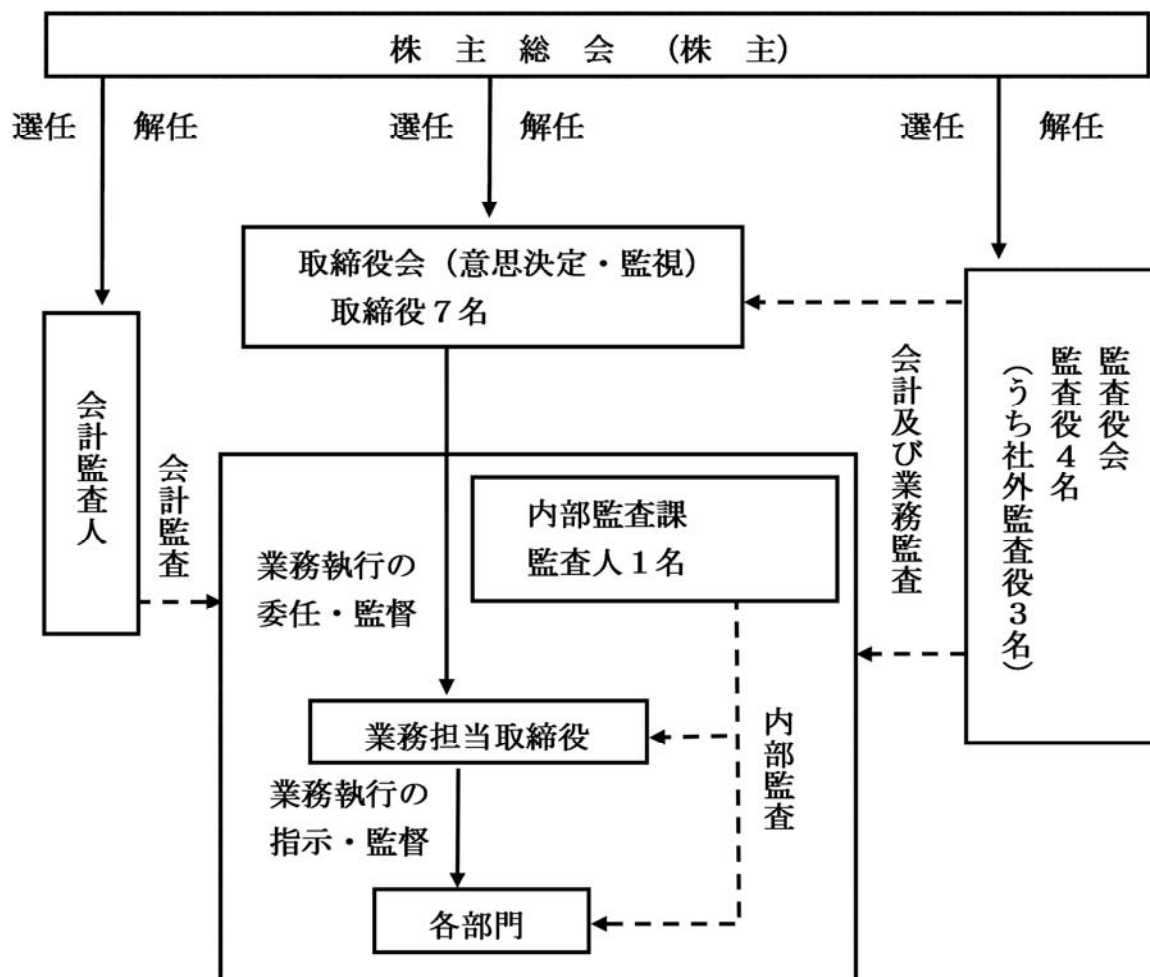 株 主 総 会 （株 主）
選任
解任
選任
解任
選任
解任
取締役会（意思決定・監視）
取締役７名
会計監査人
会計監査
会計及び業務監査
監査役会
監査役４名
（うち社外監査役３名）
内部監査課
監査人１名
業務執行の
委任・監督
業務担当取締役
内部監査
業務執行の
指示・監督
各部門